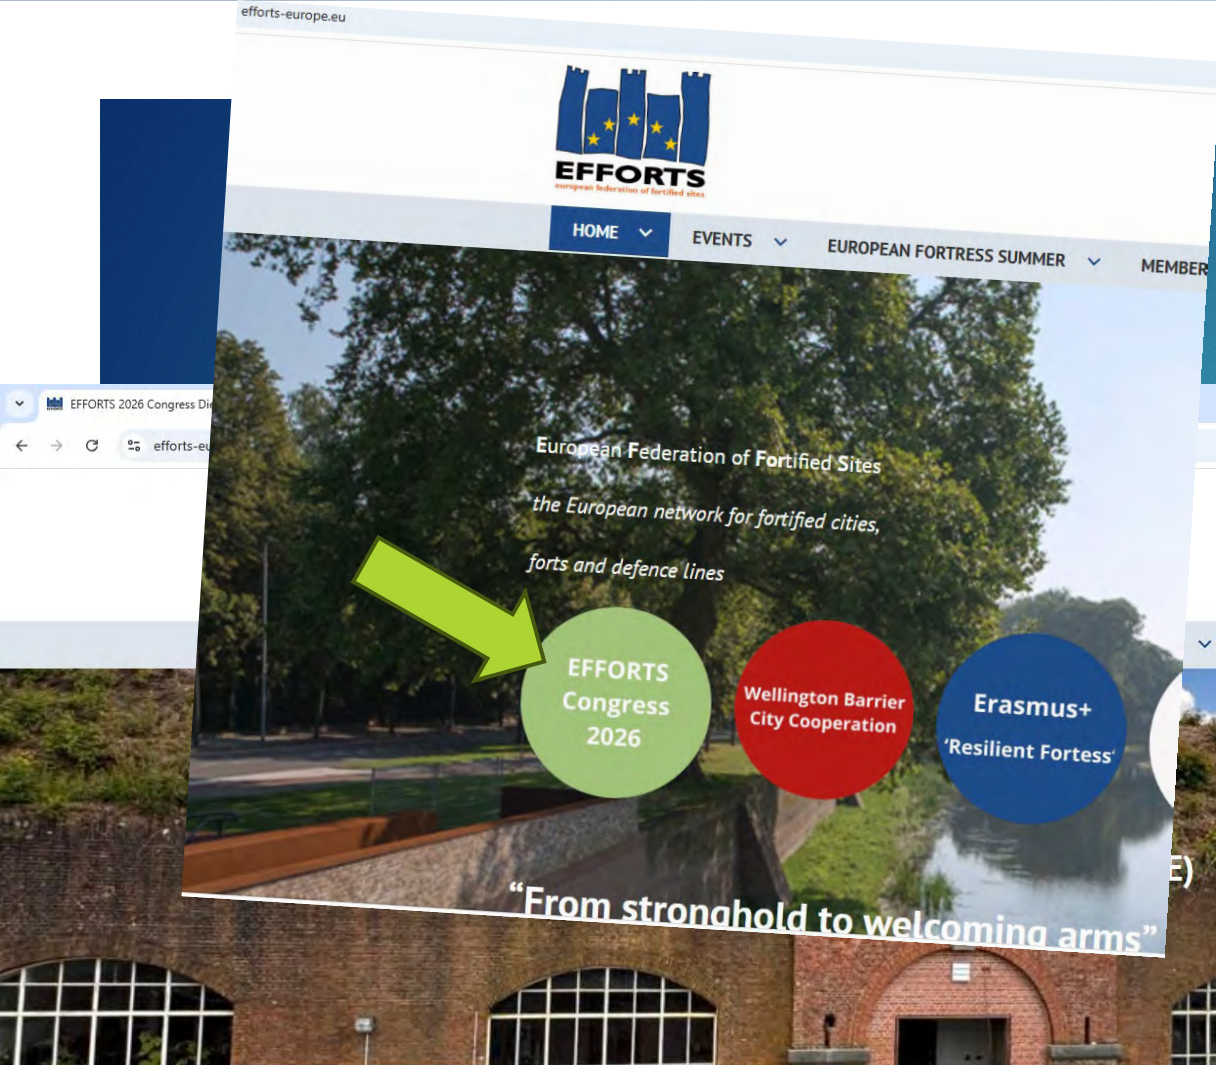 efforts-europe.eu
EFFORTS
european federation of fortified sites
HOME
EVENTS
EUROPEAN FORTRESS SUMMER
MEMBER
EFFORTS 2026 Congress Die
efforts-eu
European Federation of Fortified Sites
the European network for fortified cities,
forts and defence lines
EFFORTS
Congress
2026
Wellington Barrier
City Cooperation
Erasmus+
‘Resilient Fortess‘
E)
“From stronghold to welcoming arms”